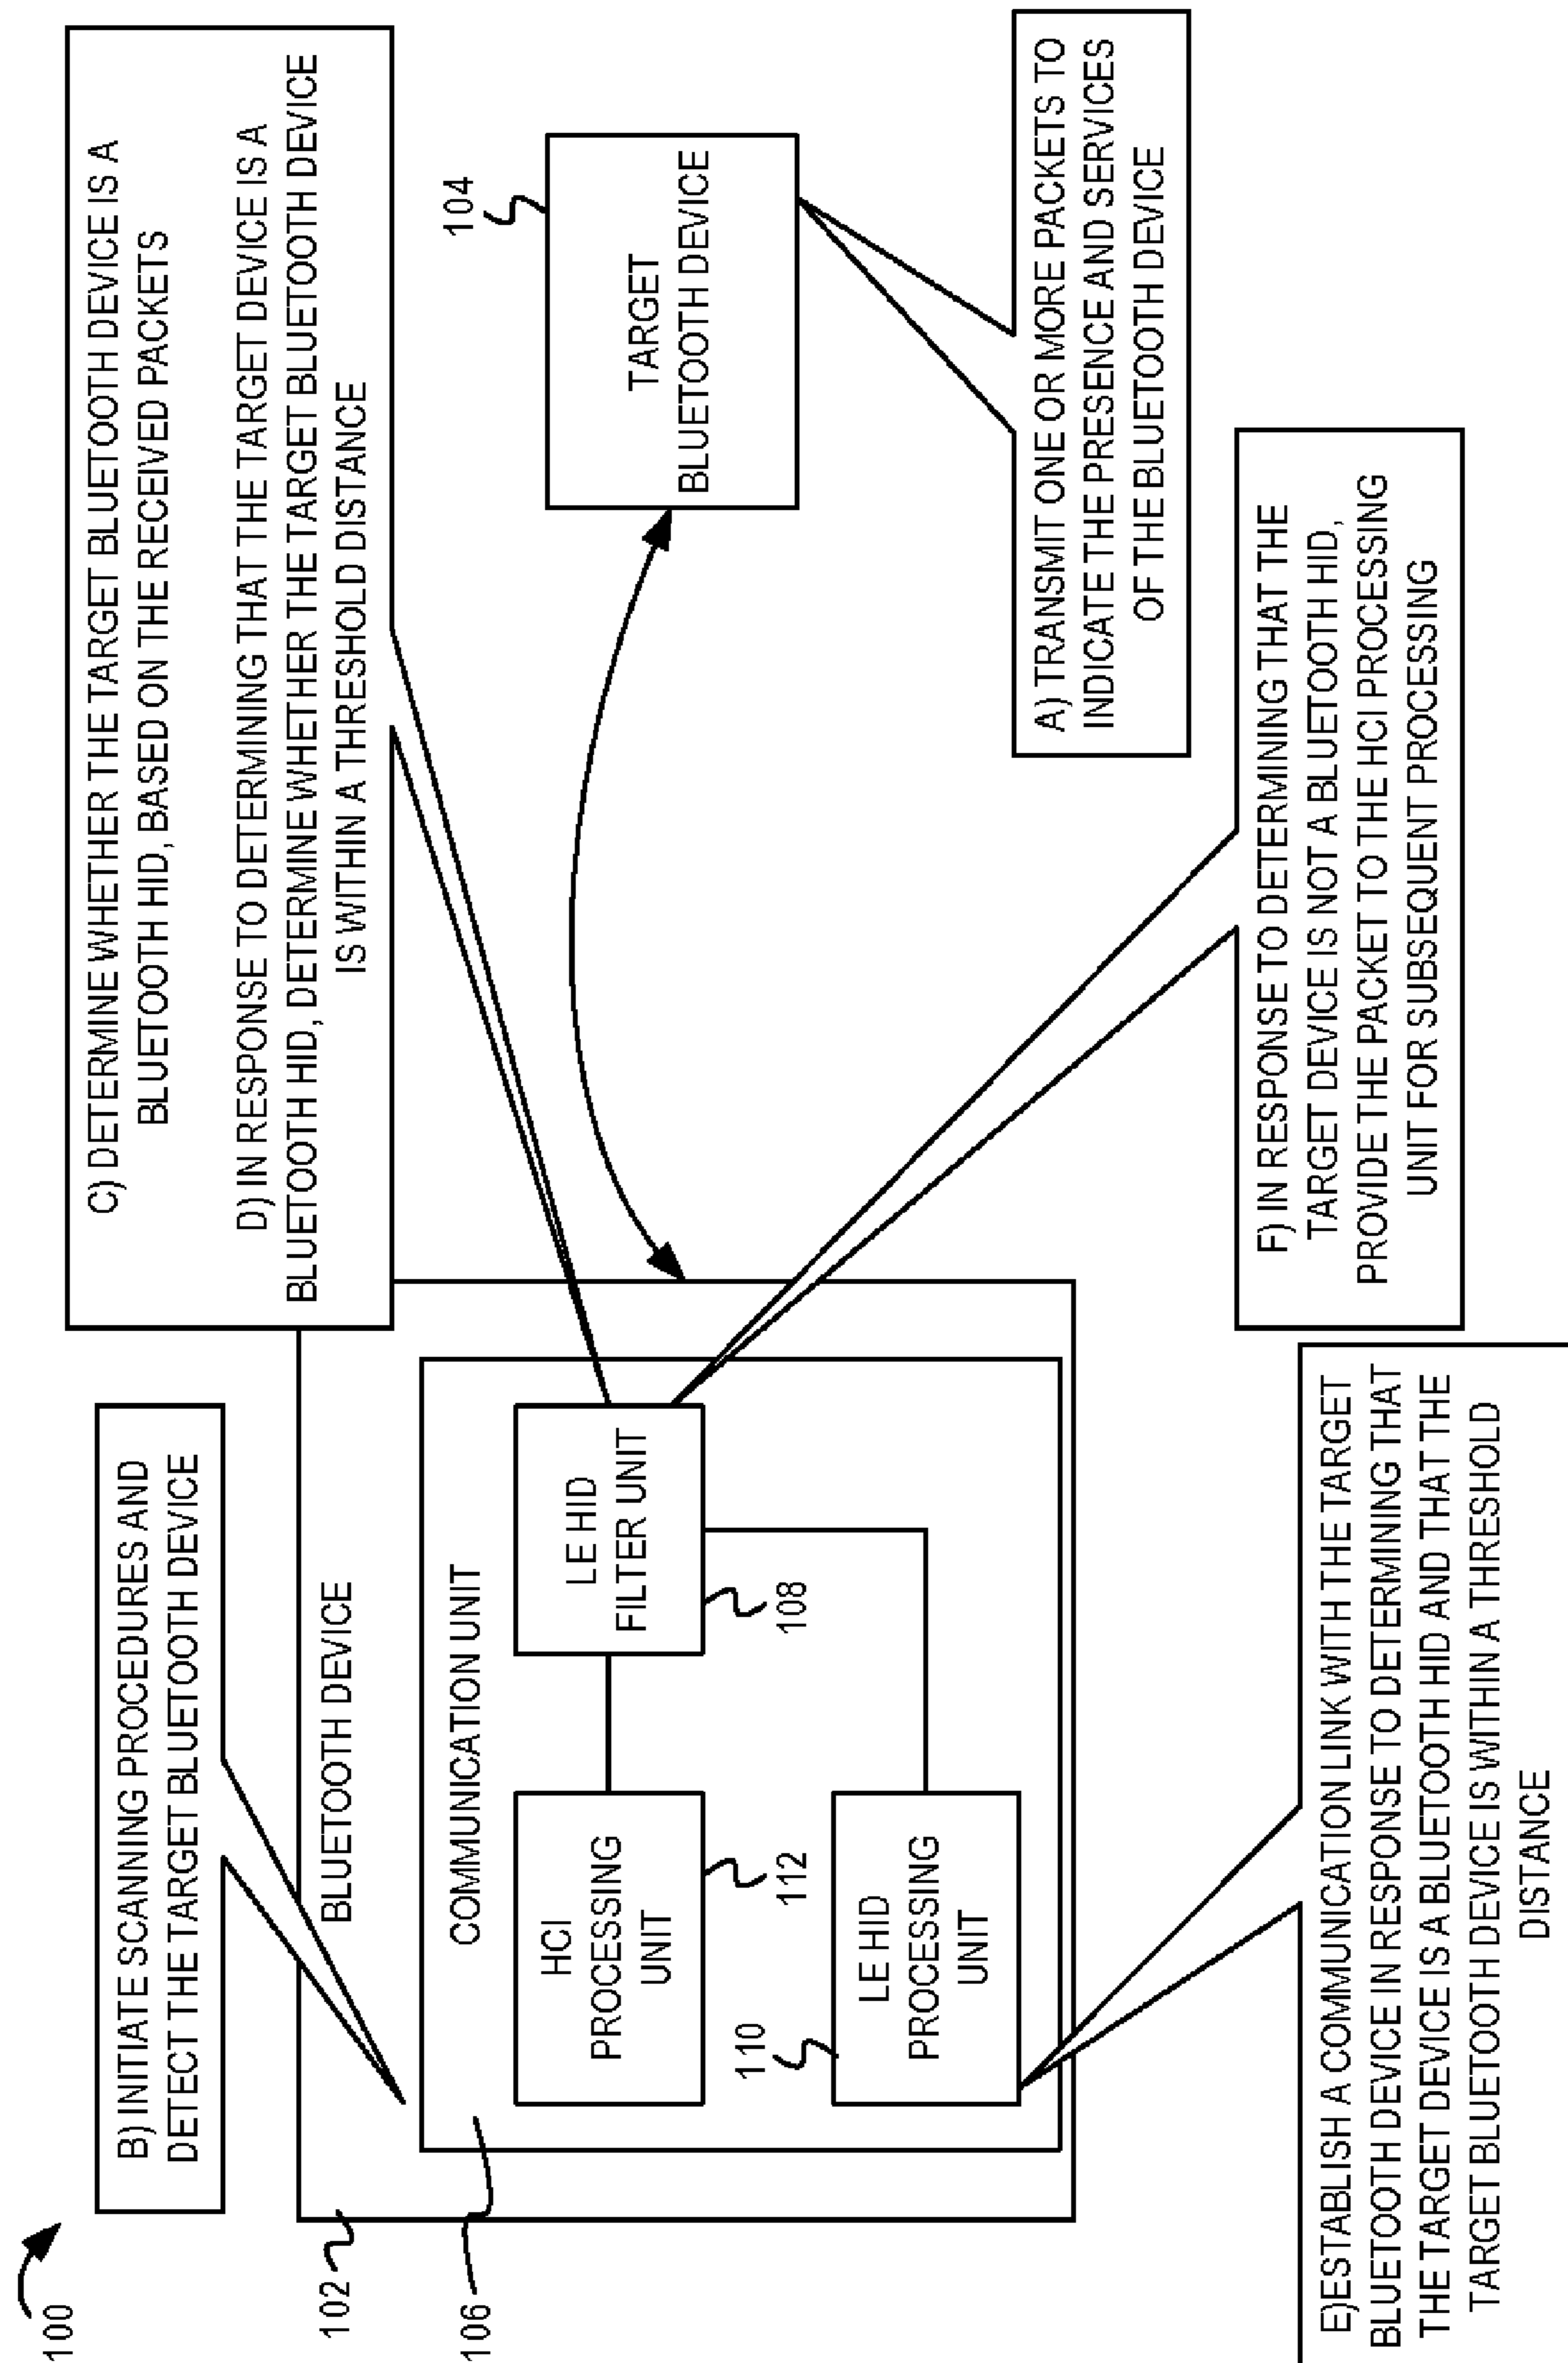 100
B) INITIATE SCANNING PROCEDURES AND
DETECT THE TARGET BLUETOOTH DEVICE
C) DETERMINE WHETHER THE TARGET BLUETOOTH DEVICE IS A
BLUETOOTH HID, BASED ON THE RECEIVED PACKETS
D) IN RESPONSE TO DETERMINING THAT THE TARGET DEVICE IS A
BLUETOOTH HID, DETERMINE WHETHER THE TARGET BLUETOOTH DEVICE
IS WITHIN A THRESHOLD DISTANCE
102
BLUETOOTH DEVICE
106
COMMUNICATION UNIT
HCI
PROCESSING
UNIT
112
LE HID
FILTER UNIT
108
110
LE HID
PROCESSING
UNIT
104
TARGET
BLUETOOTH DEVICE
A) TRANSMIT ONE OR MORE PACKETS TO
INDICATE THE PRESENCE AND SERVICES
OF THE BLUETOOTH DEVICE
E)ESTABLISH A COMMUNICATION LINK WITH THE TARGET
BLUETOOTH DEVICE IN RESPONSE TO DETERMINING THAT
THE TARGET DEVICE IS A BLUETOOTH HID AND THAT THE
TARGET BLUETOOTH DEVICE IS WITHIN A THRESHOLD
DISTANCE
F) IN RESPONSE TO DETERMINING THAT THE
TARGET DEVICE IS NOT A BLUETOOTH HID,
PROVIDE THE PACKET TO THE HCI PROCESSING
UNIT FOR SUBSEQUENT PROCESSING